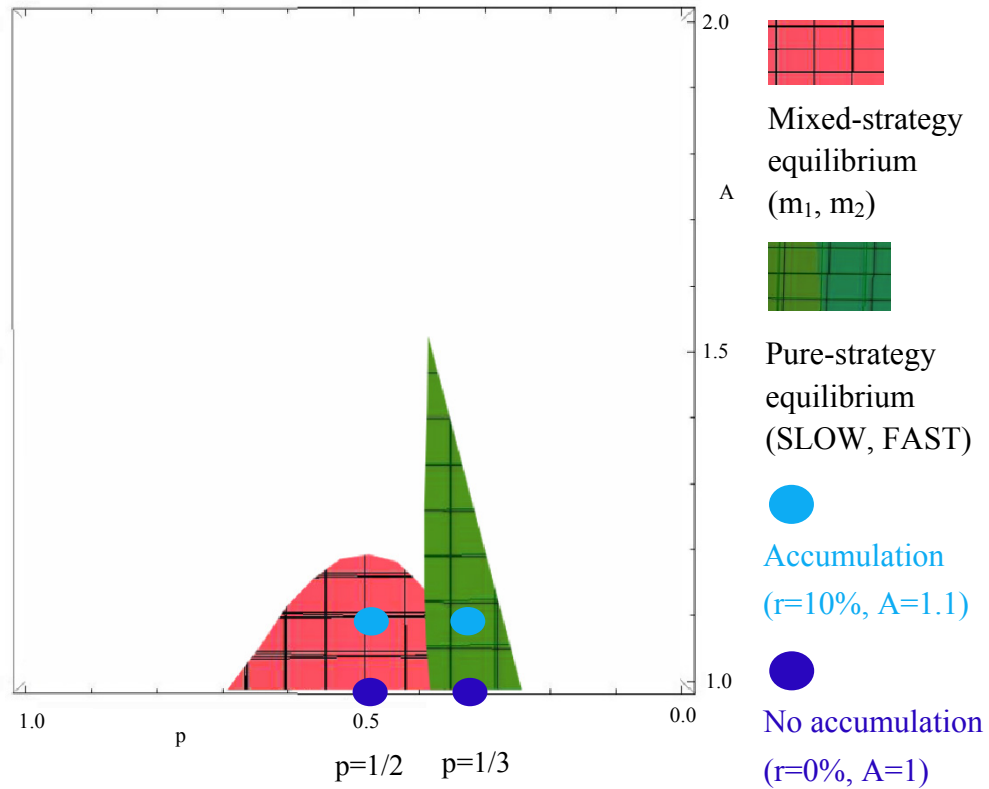 2.0
A
1.5
1.0
1.0
0.5
0.0
p
p=1/2
p=1/3
Mixed-strategy
equilibrium
(m₁, m₂)
Pure-strategy
equilibrium
(SLOW, FAST)
Accumulation
(r=10%, A=1.1)
No accumulation
(r=0%, A=1)